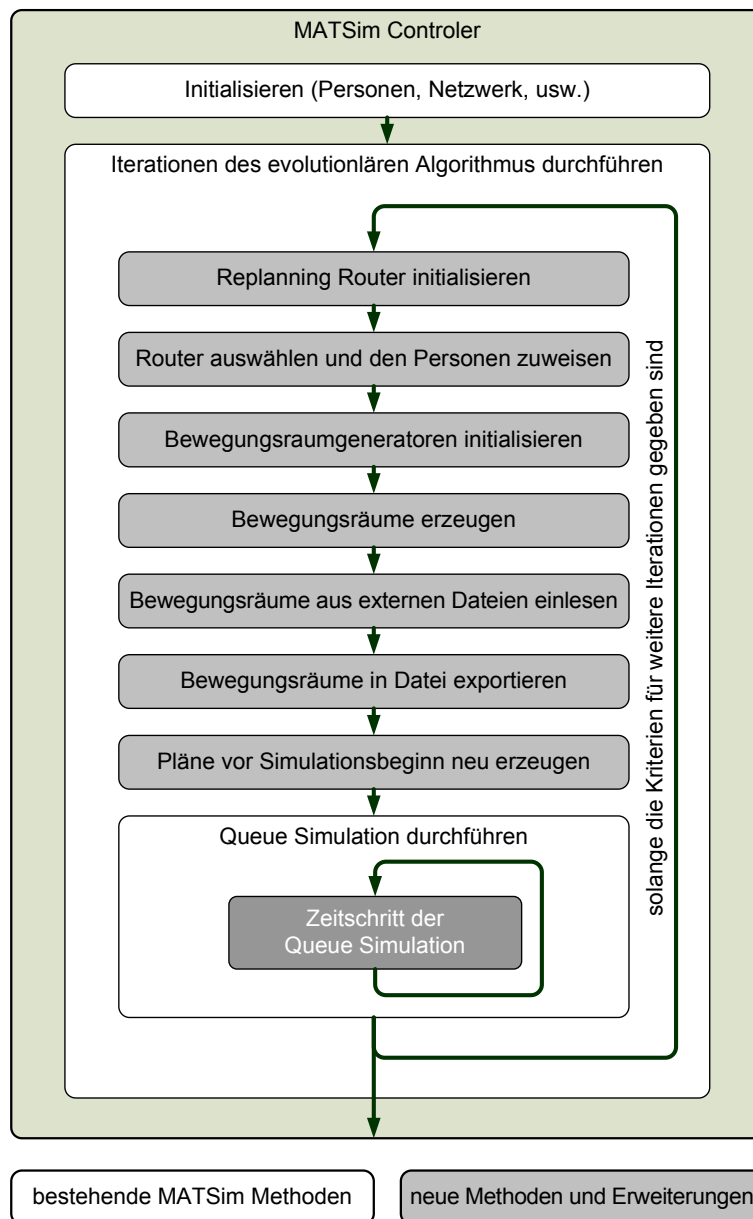 MATSim Controler
Initialisieren (Personen, Netzwerk, usw.)
Iterationen des evolutionlären Algorithmus durchführen
Replanning Router initialisieren
Router auswählen und den Personen zuweisen
Bewegungsraumgeneratoren initialisieren
Bewegungsräume erzeugen
Bewegungsräume aus externen Dateien einlesen
Bewegungsräume in Datei exportieren
Pläne vor Simulationsbeginn neu erzeugen
Queue Simulation durchführen
Zeitschritt der
Queue Simulation
solange die Kriterien für weitere Iterationen gegeben sind
bestehende MATSim Methoden
neue Methoden und Erweiterungen